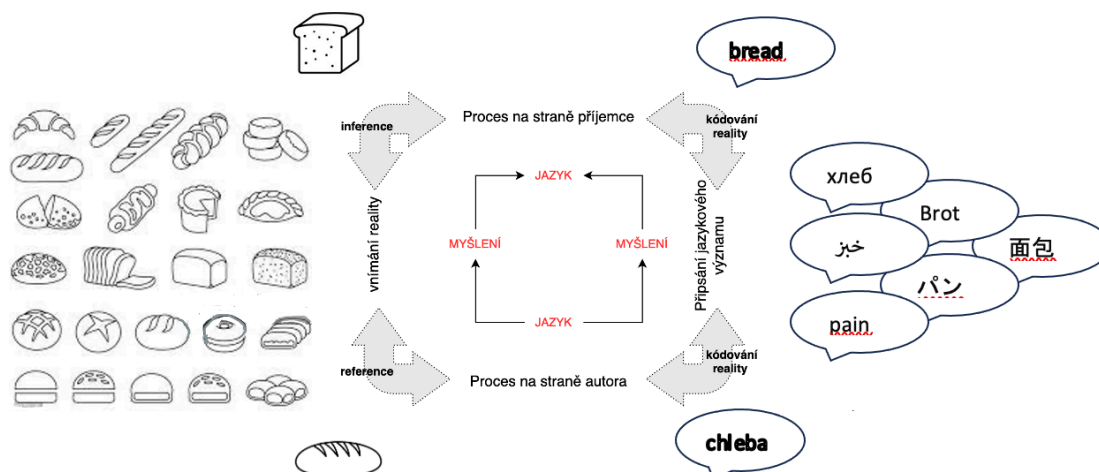 bread
inference
Proces na straně příjemce
kódování
reality
JAZYK
MYŠLENÍ
MYŠLENÍ
JAZYK
vnímání reality
Připsání jazykového
významu
хлеб
Brot
خبز
面包
パン
pain
reference
Proces na straně autora
kódování
reality
chleba